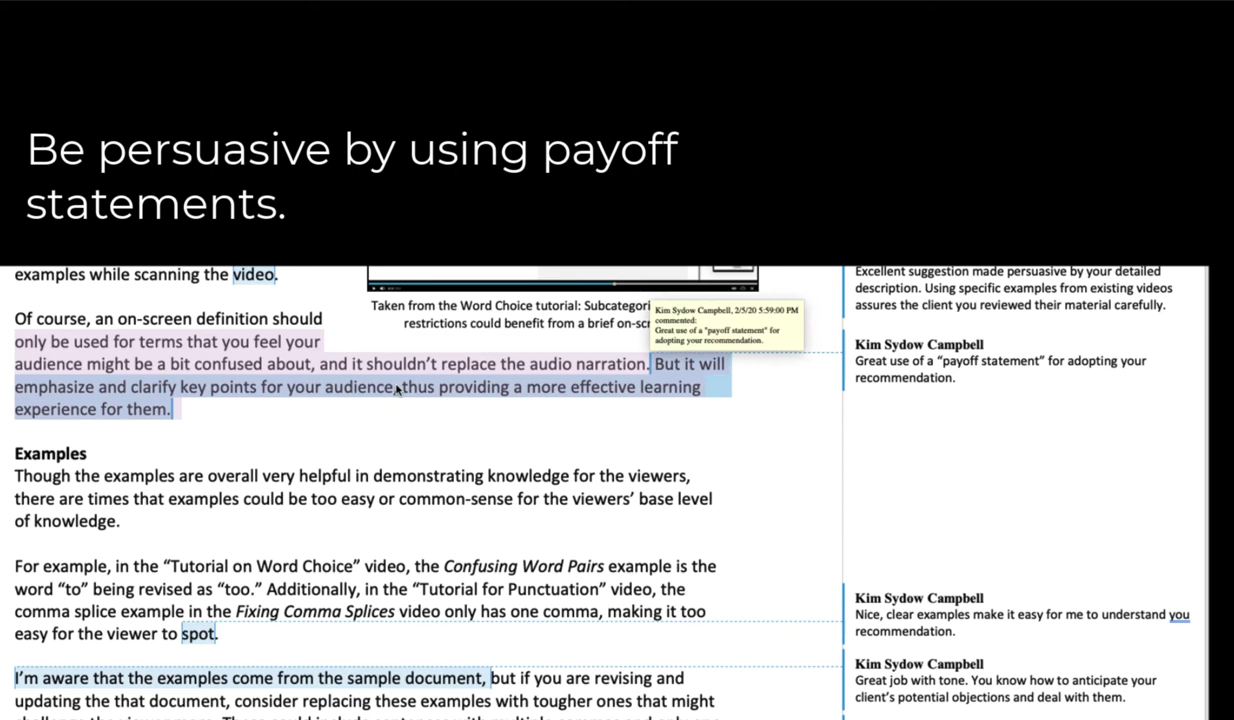 Be persuasive by using payoff
statements.
examples while scanning the video.
Taken from the Word Choice tutorial: Subcategori
restrictions could benefit from a brief on-scr
Kim Sydow Campbell, 2/5/20 5:59:00 PM
commented:
Great use of a "payoff statement" for
adopting your recommendation.
Of course, an on-screen definition should
only be used for terms that you feel your
audience might be a bit confused about, and it shouldn't replace the audio narration. But it will
emphasize and clarify key points for your audience, thus providing a more effective learning
experience for them.
Examples
Though the examples are overall very helpful in demonstrating knowledge for the viewers,
there are times that examples could be too easy or common-sense for the viewers' base level
of knowledge.
For example, in the “Tutorial on Word Choice” video, the Confusing Word Pairs example is the
word “to” being revised as “too.” Additionally, in the “Tutorial for Punctuation” video, the
comma splice example in the Fixing Comma Splices video only has one comma, making it too
easy for the viewer to spot.
I'm aware that the examples come from the sample document, but if you are revising and
updating the that document, consider replacing these examples with tougher ones that might
Excellent suggestion made persuasive by your detailed
description. Using specific examples from existing videos
assures the client you reviewed their material carefully.
Kim Sydow Campbell
Great use of a “payoff statement” for adopting your
recommendation.
Kim Sydow Campbell
Nice, clear examples make it easy for me to understand you
recommendation.
Kim Sydow Campbell
Great job with tone. You know how to anticipate your
client's potential objections and deal with them.